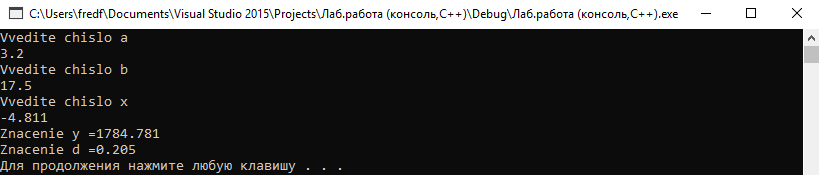 C:\Users\fredf\Documents\Visual Studio 2015\Projects\Лаб.работа (консоль,C++)\Debug\Лаб.работа (консоль,C++).exe
Vvedite chislo a
3.2
Vvedite chislo b
17.5
Vvedite chislo x
-4.811
Znacenie y =1784.781
Znacenie d =0.205
Для продолжения нажмите любую клавишу . . .